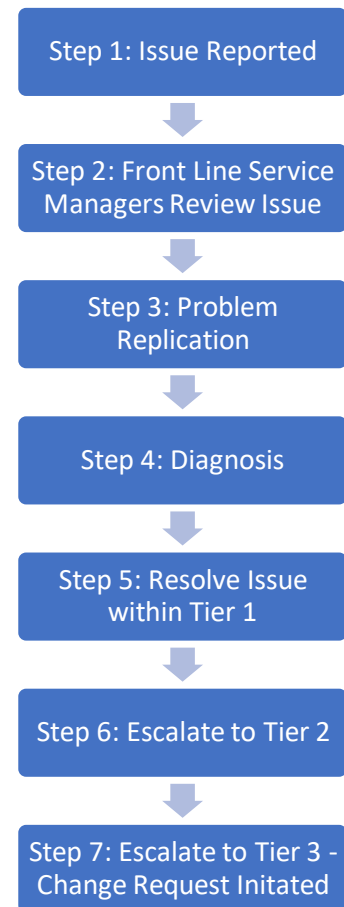 Step 1: Issue Reported
Step 2: Front Line Service
Managers Review Issue
Step 3: Problem
Replication
Step 4: Diagnosis
Step 5: Resolve Issue
within Tier 1
Step 6: Escalate to Tier 2
Step 7: Escalate to Tier 3 -
Change Request Initated